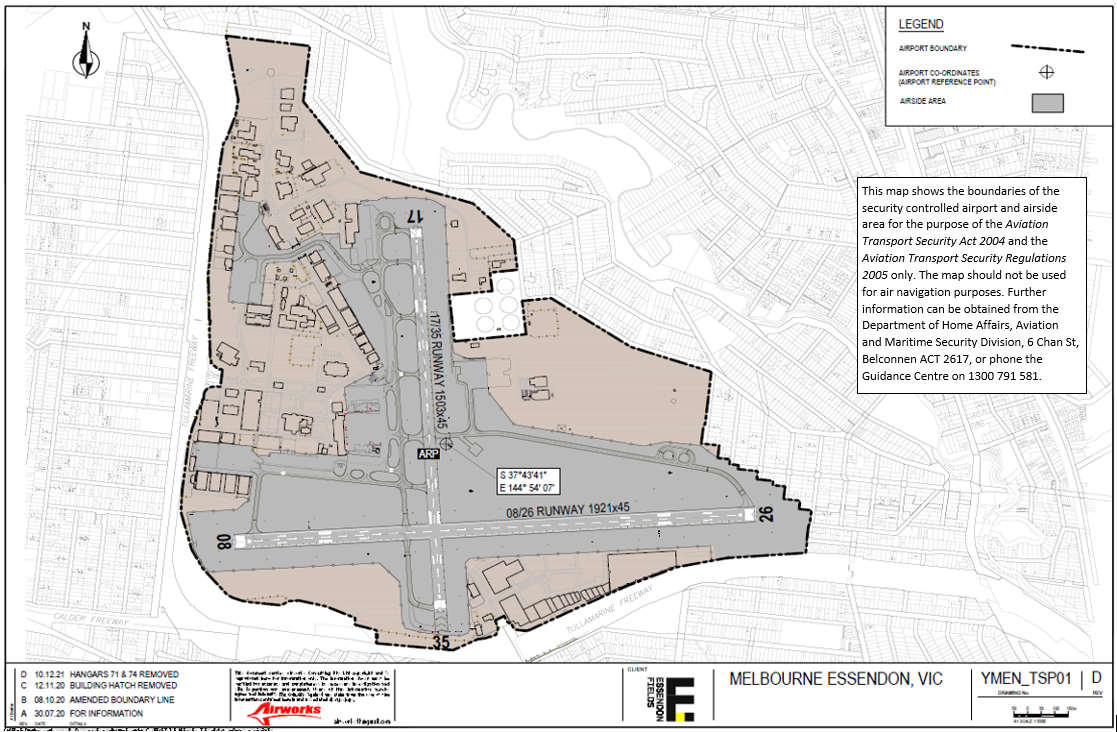 N
LEGEND
AIRPORT BOUNDARY
AIRPORT CO-ORDINATES
(AIRPORT REFERENCE POINT)
AIRSIDE AREA
This map shows the boundaries of the
security controlled airport and airside
area for the purpose of the Aviation
Transport Security Act 2004 and the
Aviation Transport Security Regulations
2005 only. The map should not be used
for air navigation purposes. Further
information can be obtained from the
Department of Home Affairs, Aviation
and Maritime Security Division, 6 Chan St,
Belconnen ACT 2617, or phone the
Guidance Centre on 1300 791 581.
17
17/35 RUNWAY 1503x45
TULLAMARINE FREEWAY
ARP
S 37°43'41"
E 144° 54' 07'
08/26 RUNWAY 1921x45
08
26
35
CALDER FREEWAY
TULLAMARINE FREEWAY
D 10.12.21 HANGARS 71 & 74 REMOVED
C 12.11.20 BUILDING HATCH REMOVED
B 08.10.20 AMENDED BOUNDARY LINE
A 30.07.20 FOR INFORMATION
REV DATE DETAILS
Airworks
CLIENT
ESSENDON
FIELDS
MELBOURNE ESSENDON, VIC
YMEN_TSP01 D
DRAWING No. REV
50 0 50 100 150m